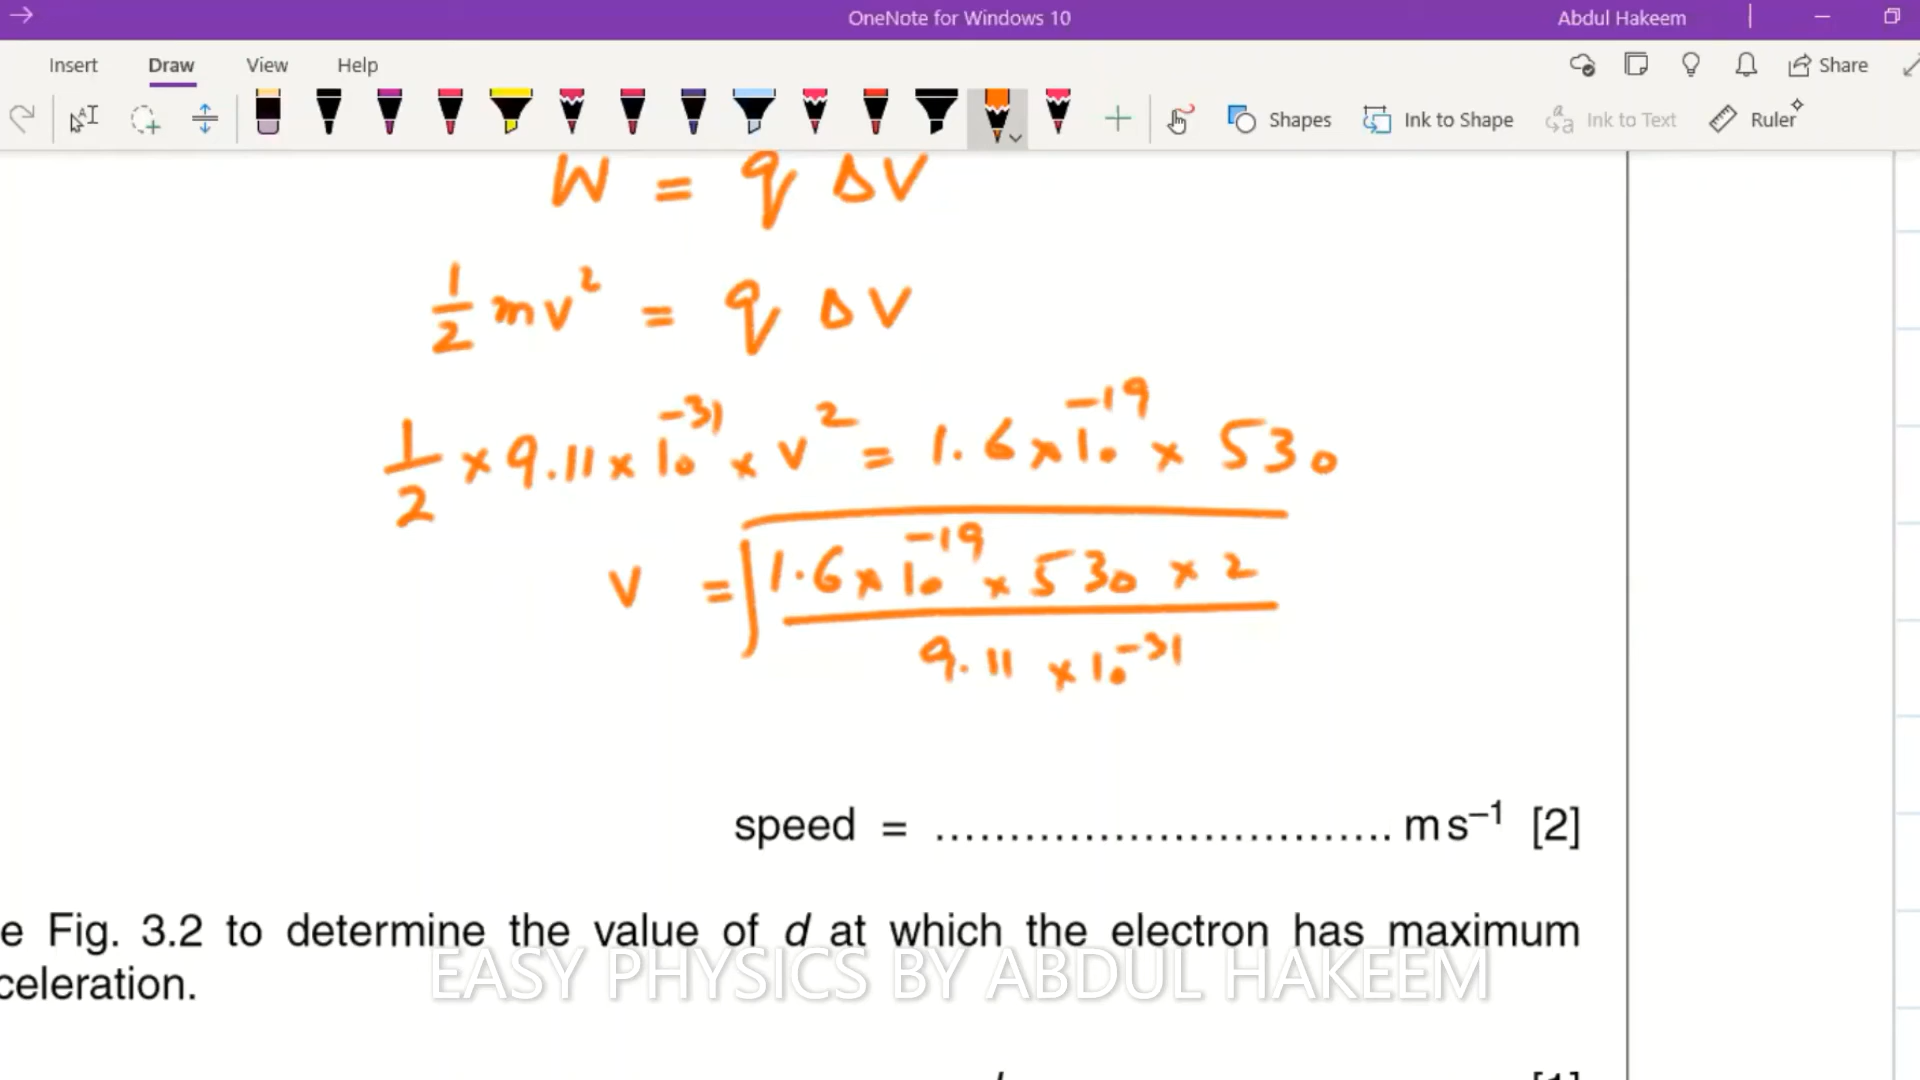 OneNote for Windows 10 Abdul Hakeem
Insert Draw View Help Share
Shapes Ink to Shape Ink to Text Ruler
W = q ΔV
1/2 mv² = q ΔV
1/2 × 9.11 × 10⁻³¹ × v² = 1.6 × 10⁻¹⁹ × 530
v = √(1.6 × 10⁻¹⁹ × 530 × 2 / 9.11 × 10⁻³¹)
speed = ................................ m s⁻¹ [2]
e Fig. 3.2 to determine the value of d at which the electron has maximum
celeration.
EASY PHYSICS BY ABDUL HAKEEM